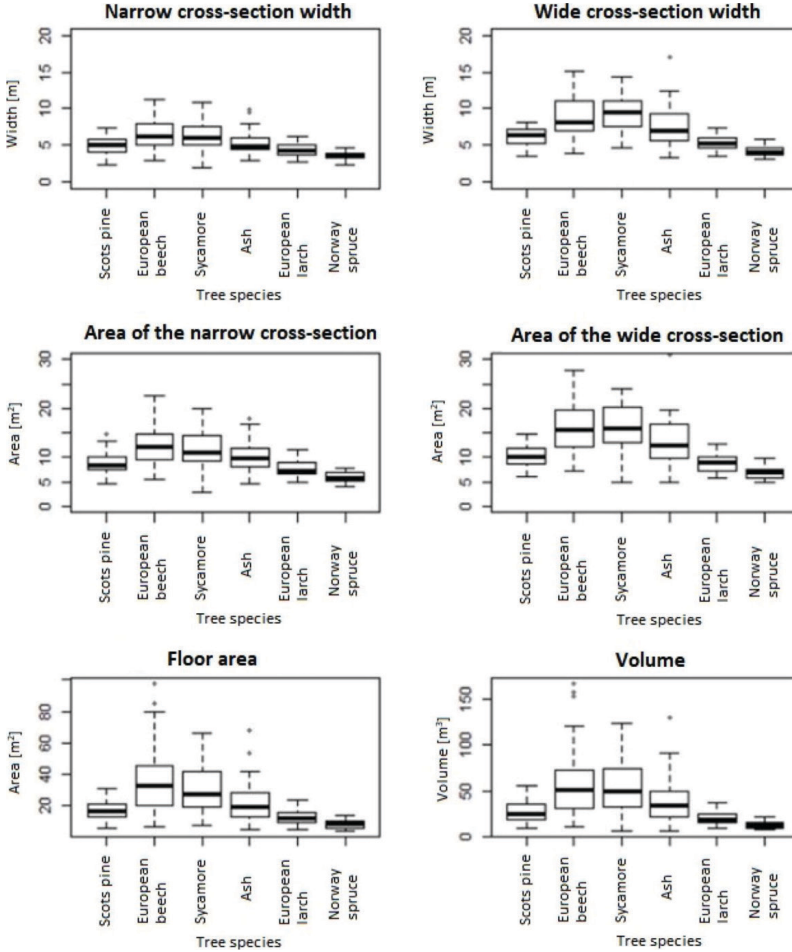 Narrow cross-section width
Width [m]
20
15
10
5
0
Scots pine
European
beech
Sycamore
Ash
European
larch
Norway
spruce
Tree species
Wide cross-section width
Width [m]
20
15
10
5
0
Scots pine
European
beech
Sycamore
Ash
European
larch
Norway
spruce
Tree species
Area of the narrow cross-section
Area [m²]
30
20
10
5
0
Scots pine
European
beech
Sycamore
Ash
European
larch
Norway
spruce
Tree species
Area of the wide cross-section
Area [m²]
30
20
10
5
0
Scots pine
European
beech
Sycamore
Ash
European
larch
Norway
spruce
Tree species
Floor area
Area [m²]
80
60
40
20
Scots pine
European
beech
Sycamore
Ash
European
larch
Norway
spruce
Tree species
Volume
Volume [m³]
150
100
50
0
Scots pine
European
beech
Sycamore
Ash
European
larch
Norway
spruce
Tree species